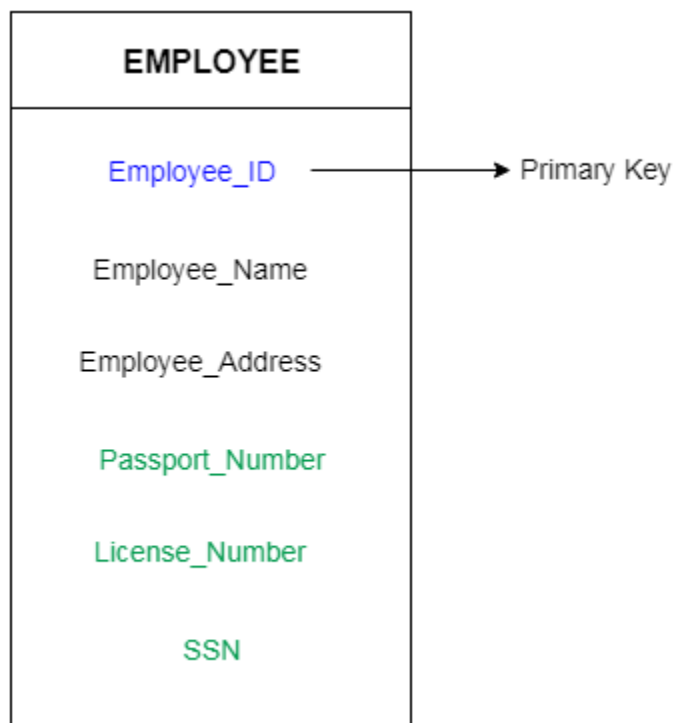 EMPLOYEE
Employee_ID
Primary Key
Employee_Name
Employee_Address
Passport_Number
License_Number
SSN